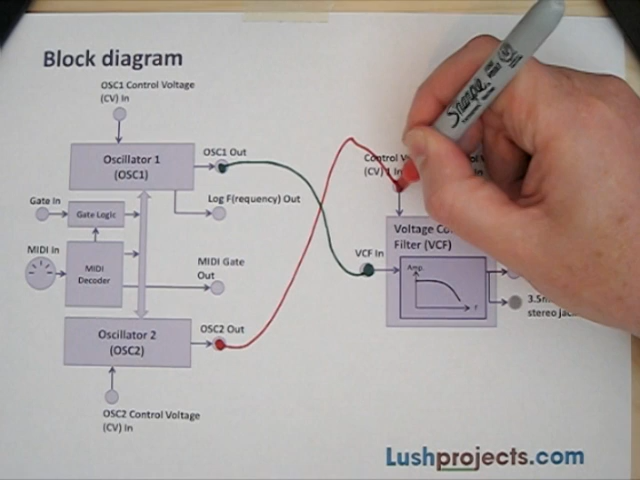 Block diagram
OSC1 Control Voltage
(CV) In
Oscillator 1
(OSC1)
OSC1 Out
Log F(requency) Out
Gate In
Gate Logic
MIDI In
MIDI
Decoder
MIDI Gate
Out
Oscillator 2
(OSC2)
OSC2 Out
OSC2 Control Voltage
(CV) In
Control
(CV) 1 In
Voltage Co
Filter (VCF)
VCF In
Amp.
f
3.5m
stereo jac
Sharpie
Lushprojects.com